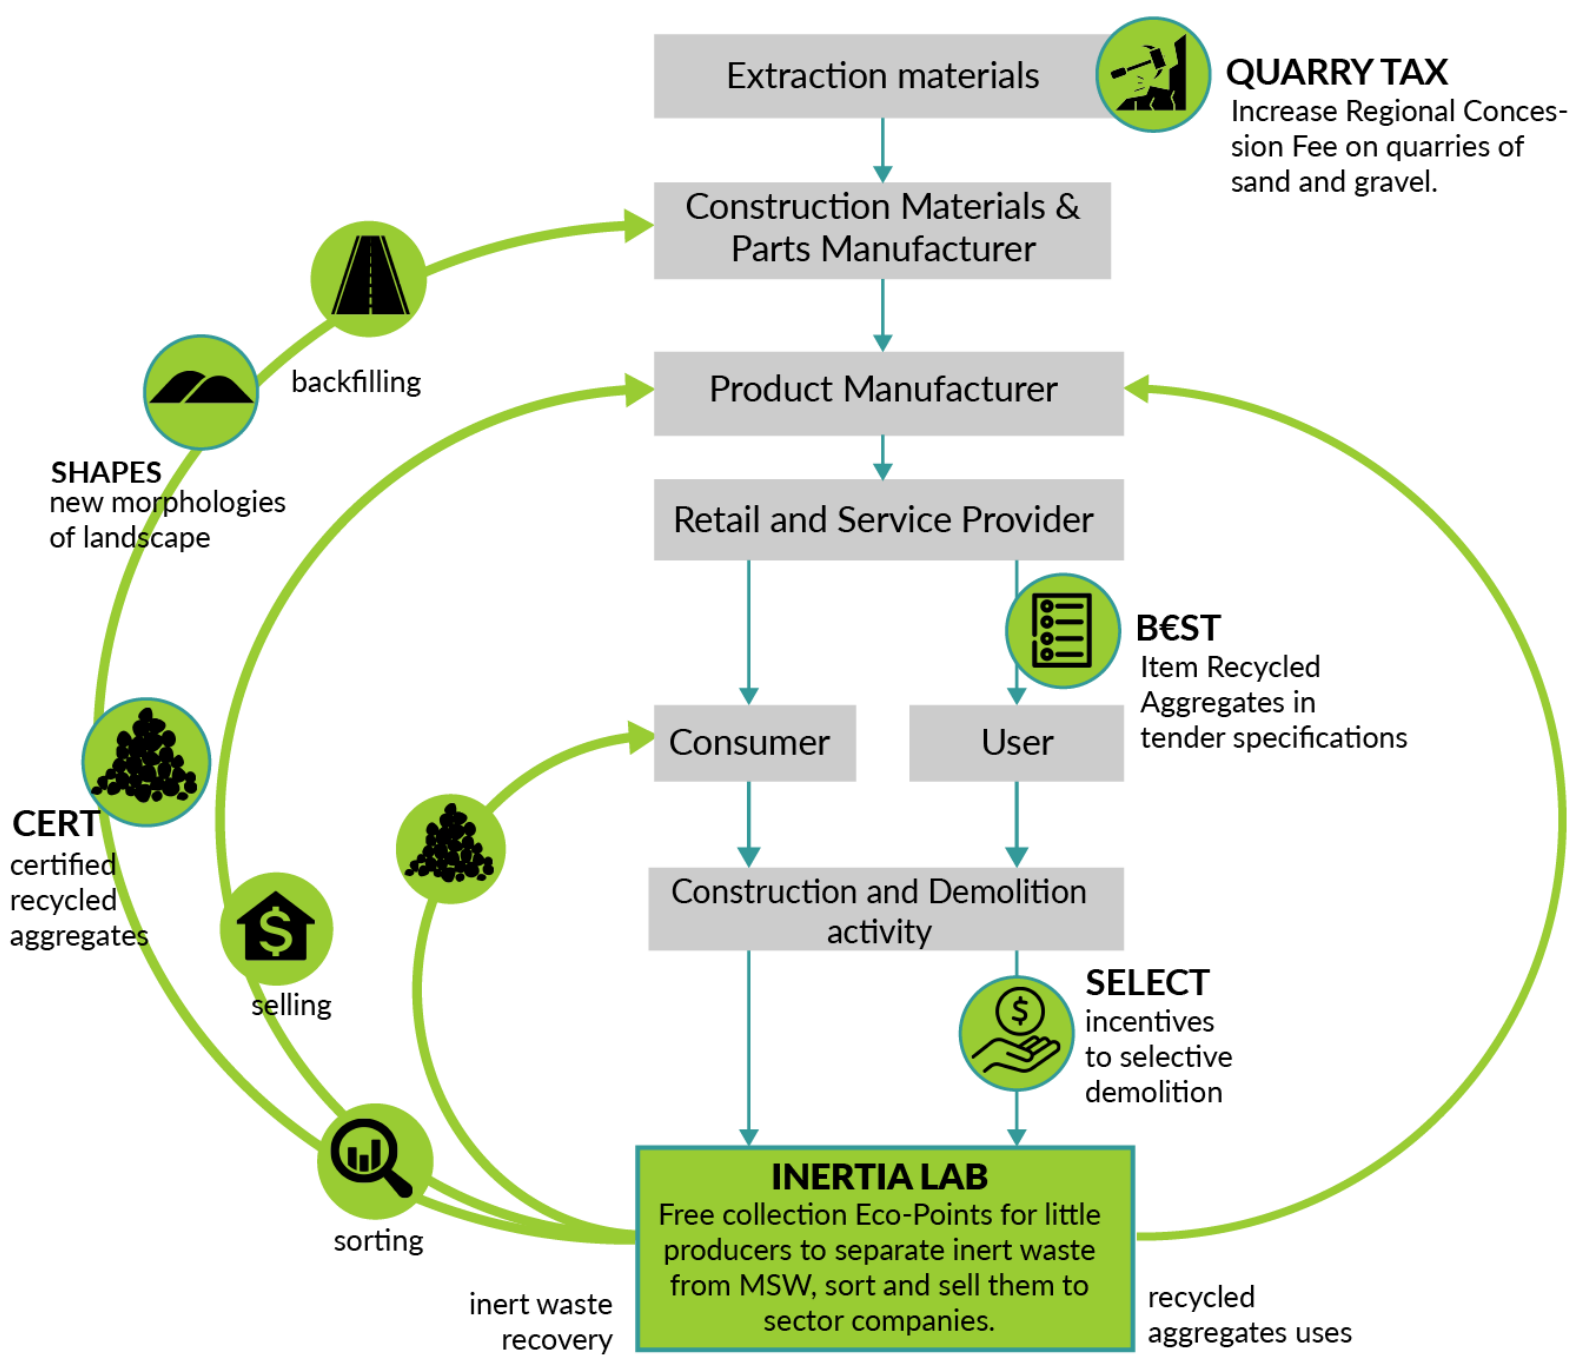 Extraction materials
QUARRY TAX
Increase Regional Conces-
sion Fee on quarries of
sand and gravel.
Construction Materials &
Parts Manufacturer
backfilling
Product Manufacturer
SHAPES
new morphologies
of landscape
Retail and Service Provider
B€ST
Item Recycled
Aggregates in
tender specifications
Consumer
User
CERT
certified
recycled
aggregates
Construction and Demolition
activity
selling
SELECT
incentives
to selective
demolition
sorting
INERTIA LAB
Free collection Eco-Points for little
producers to separate inert waste
from MSW, sort and sell them to
sector companies.
inert waste
recovery
recycled
aggregates uses